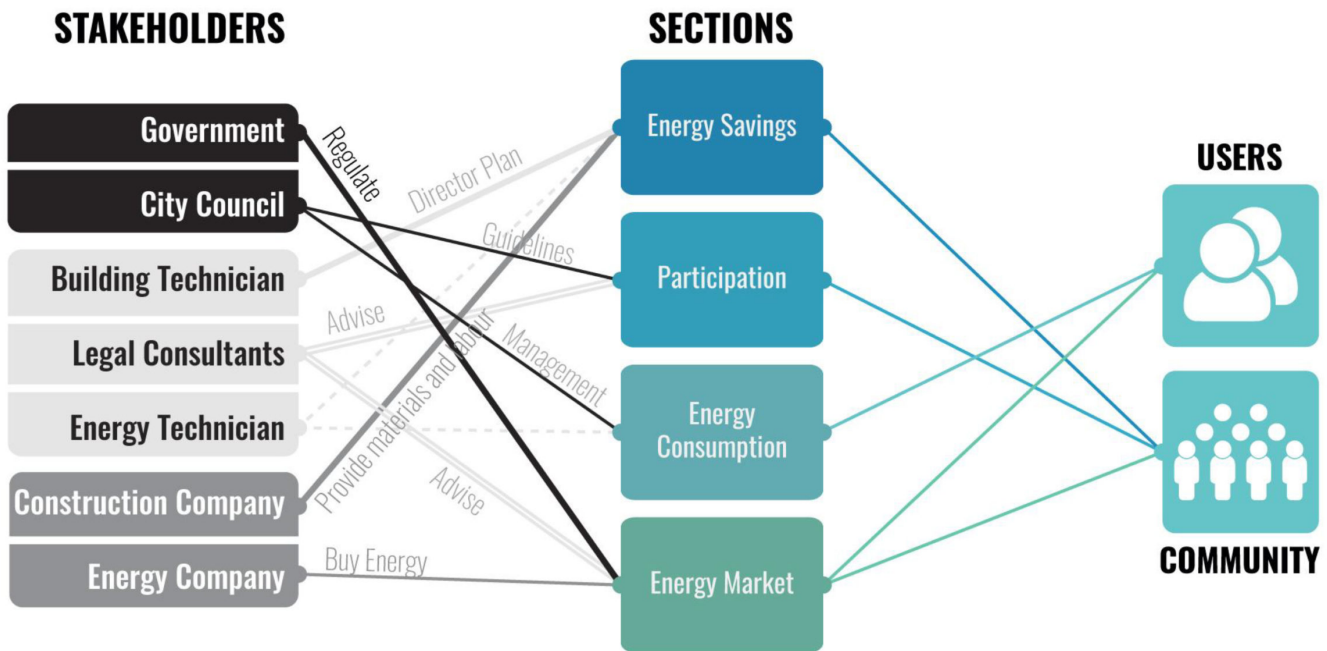 STAKEHOLDERS
SECTIONS
USERS
COMMUNITY
Government
City Council
Building Technician
Legal Consultants
Energy Technician
Construction Company
Energy Company
Regulate
Director Plan
Guidelines
Advise
Management
Provide materials and labour
Advise
Buy Energy
Energy Savings
Participation
Energy
Consumption
Energy Market